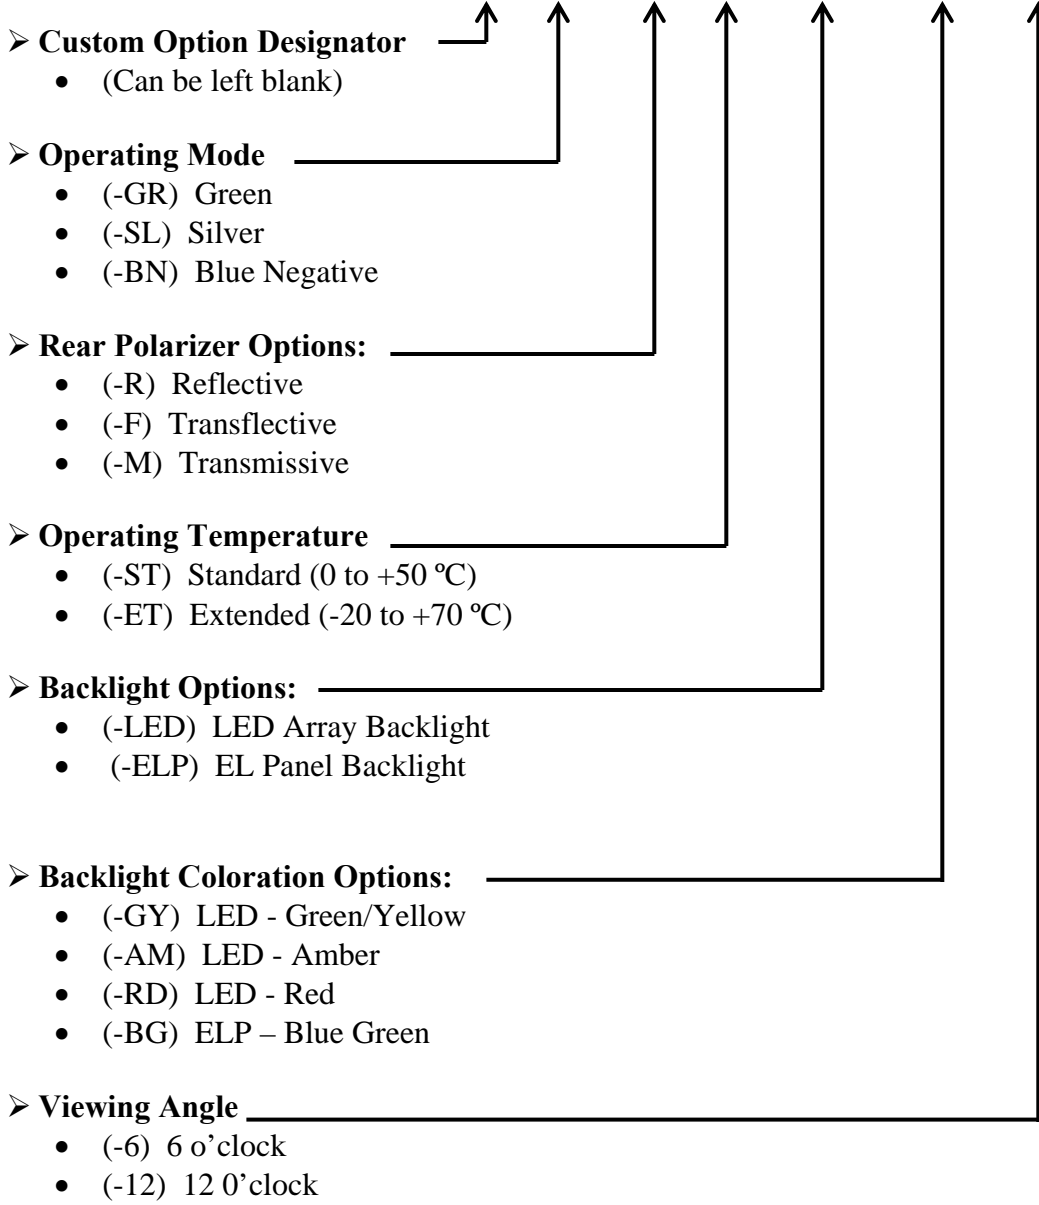 ➢ Custom Option Designator
• (Can be left blank)
➢ Operating Mode
• (-GR) Green
• (-SL) Silver
• (-BN) Blue Negative
➢ Rear Polarizer Options:
• (-R) Reflective
• (-F) Transflective
• (-M) Transmissive
➢ Operating Temperature
• (-ST) Standard (0 to +50 ºC)
• (-ET) Extended (-20 to +70 ºC)
➢ Backlight Options:
• (-LED) LED Array Backlight
• (-ELP) EL Panel Backlight
➢ Backlight Coloration Options:
• (-GY) LED - Green/Yellow
• (-AM) LED - Amber
• (-RD) LED - Red
• (-BG) ELP – Blue Green
➢ Viewing Angle
• (-6) 6 o’clock
• (-12) 12 0’clock